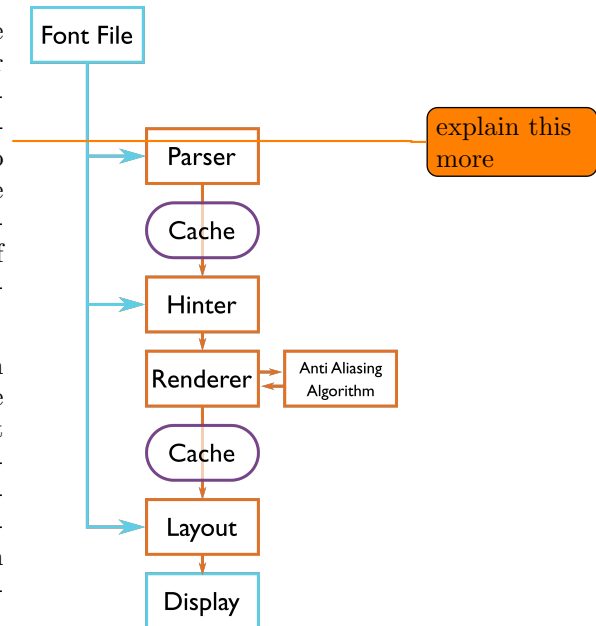 Font File
explain this
more
Parser
Cache
Hinter
Renderer
Anti Aliasing
Algorithm
Cache
Layout
Display